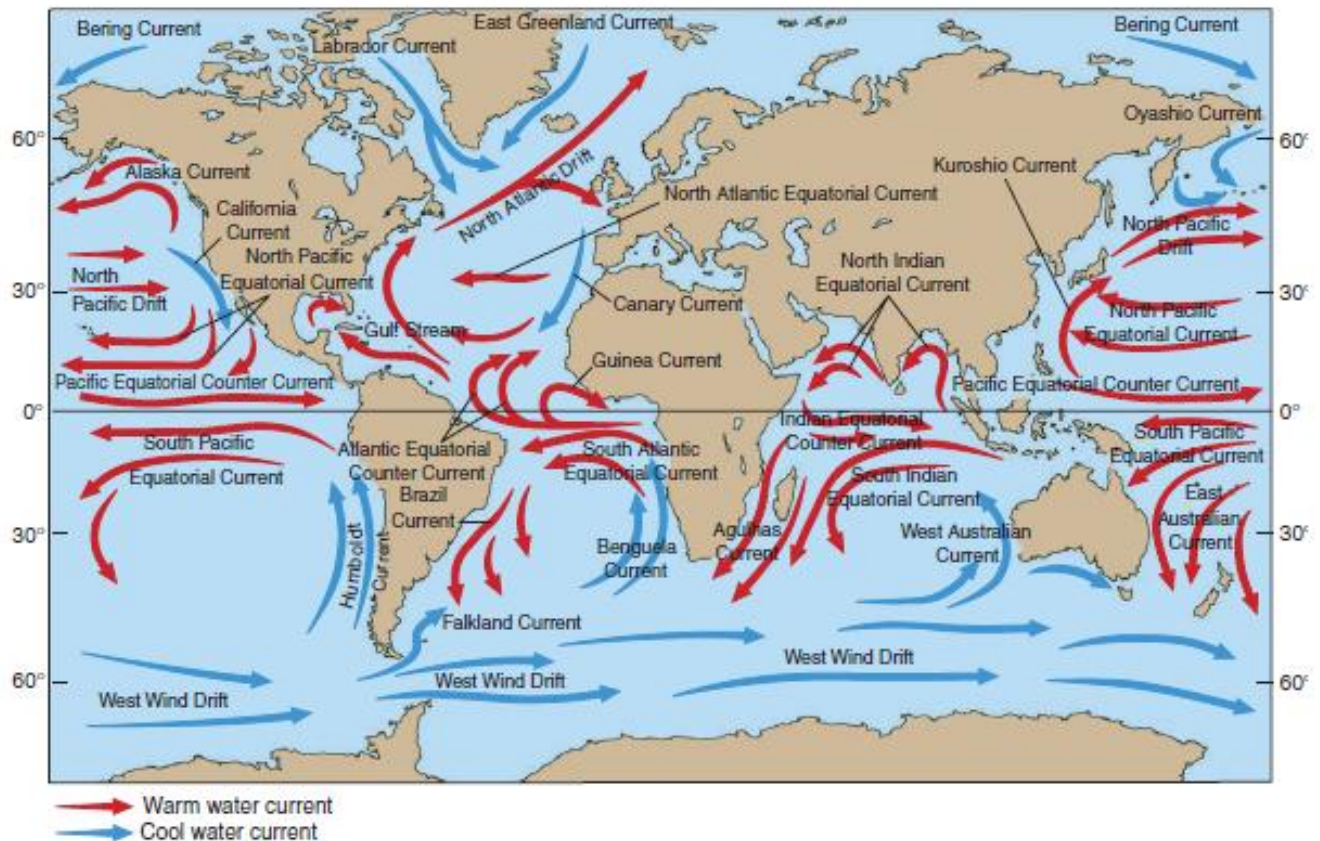 Bering Current
Labrador Current
East Greenland Current
Bering Current
Oyashio Current
60°
60°
Alaska Current
Kuroshio Current
North Atlantic Drift
North Atlantic Equatorial Current
California
Current
North Pacific
Equatorial Current
North Pacific
Drift
North Indian
Equatorial Current
North
Pacific Drift
30°
30°
Canary Current
North Pacific
Equatorial Current
Gulf Stream
Guinea Current
Pacific Equatorial Counter Current
Pacific Equatorial Counter Current
0°
0°
South Pacific
Equatorial Current
Atlantic Equatorial
Counter Current
South Atlantic
Equatorial Current
Indian Equatorial
Counter Current
South Pacific
Equatorial Current
South Indian
Equatorial Current
Brazil
Current
East
Australian
Current
30°
30°
Humboldt
Current
Benguela
Current
Agulhas
Current
West Australian
Current
Falkland Current
West Wind Drift
60°
60°
West Wind Drift
West Wind Drift
Warm water current
Cool water current